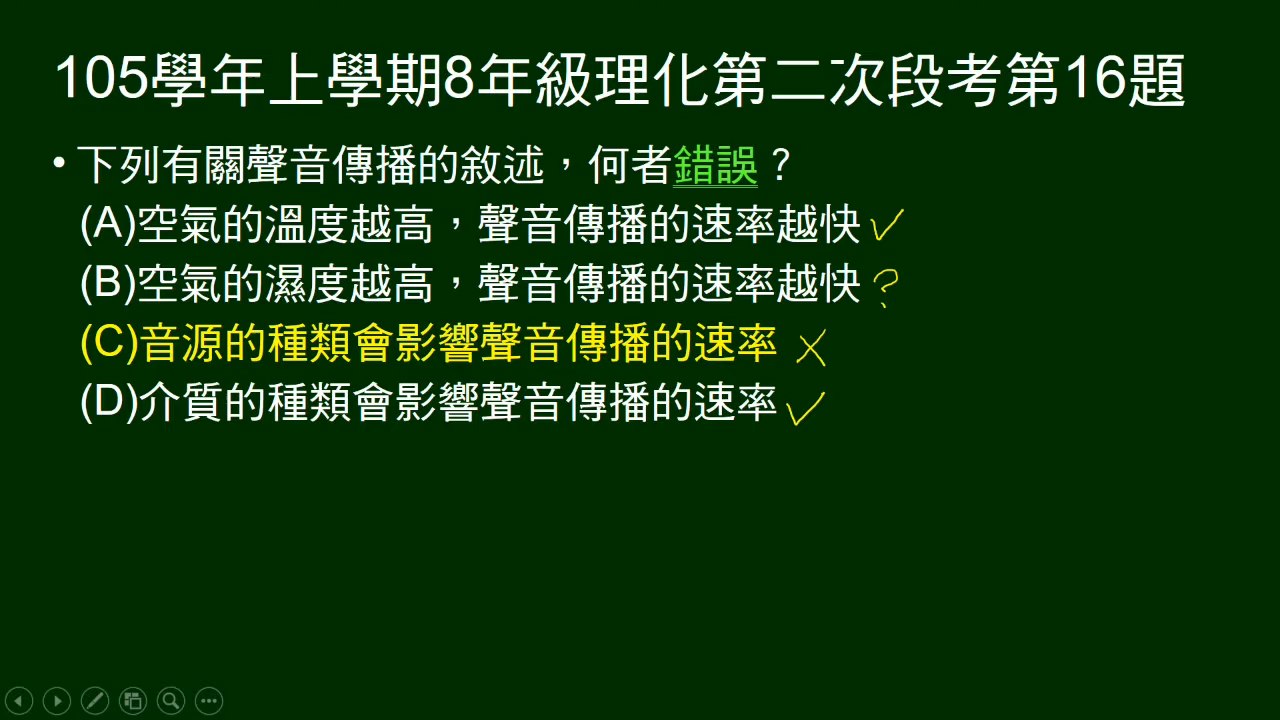 105學年上學期8年級理化第二次段考第16題
•下列有關聲音傳播的敘述，何者錯誤？
(A)空氣的溫度越高，聲音傳播的速率越快✓
(B)空氣的濕度越高，聲音傳播的速率越快?
(C)音源的種類會影響聲音傳播的速率 ✗
(D)介質的種類會影響聲音傳播的速率✓